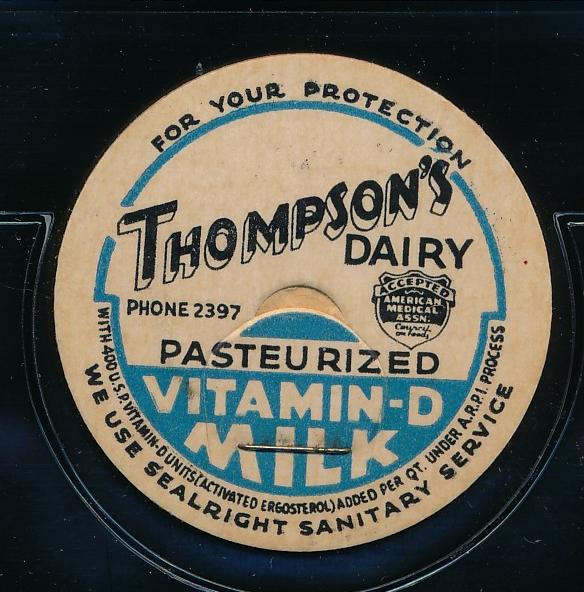 FOR YOUR PROTECTION
THOMPSON'S
DAIRY
PHONE 2397
ACCEPTED
AMERICAN
MEDICAL
ASSN.
Council
on Foods
PASTEURIZED
VITAMIN-D
MILK
WITH 400 U.S.P. VITAMIN-D UNITS (ACTIVATED ERGOSTEROL) ADDED PER QT. UNDER A.R.P.I. PROCESS
WE USE SEALRIGHT SANITARY SERVICE